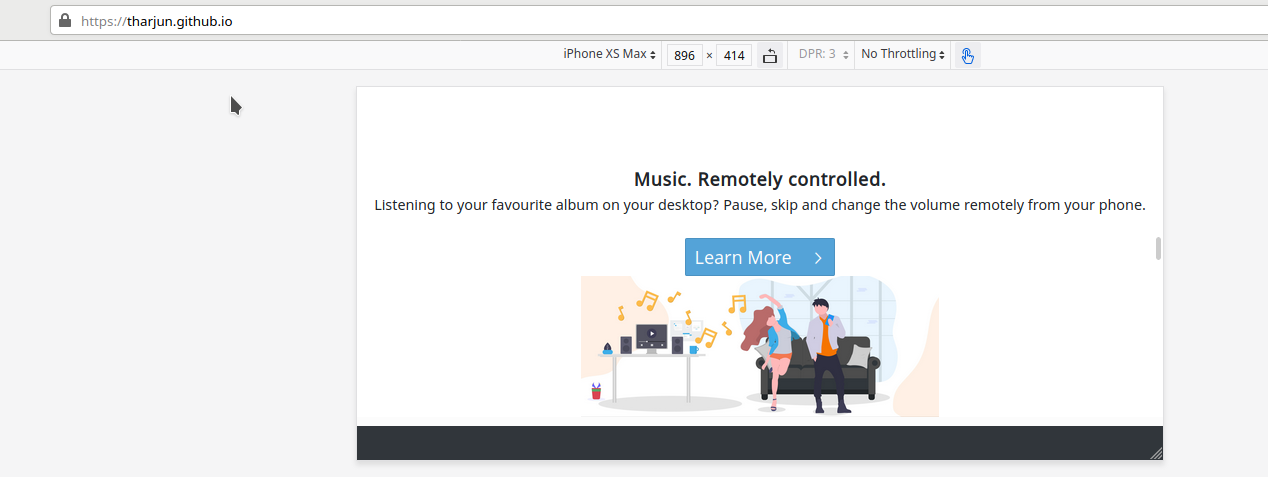 https://tharjun.github.io
iPhone XS Max 896 × 414 DPR: 3 No Throttling
Music. Remotely controlled.
Listening to your favourite album on your desktop? Pause, skip and change the volume remotely from your phone.
Learn More